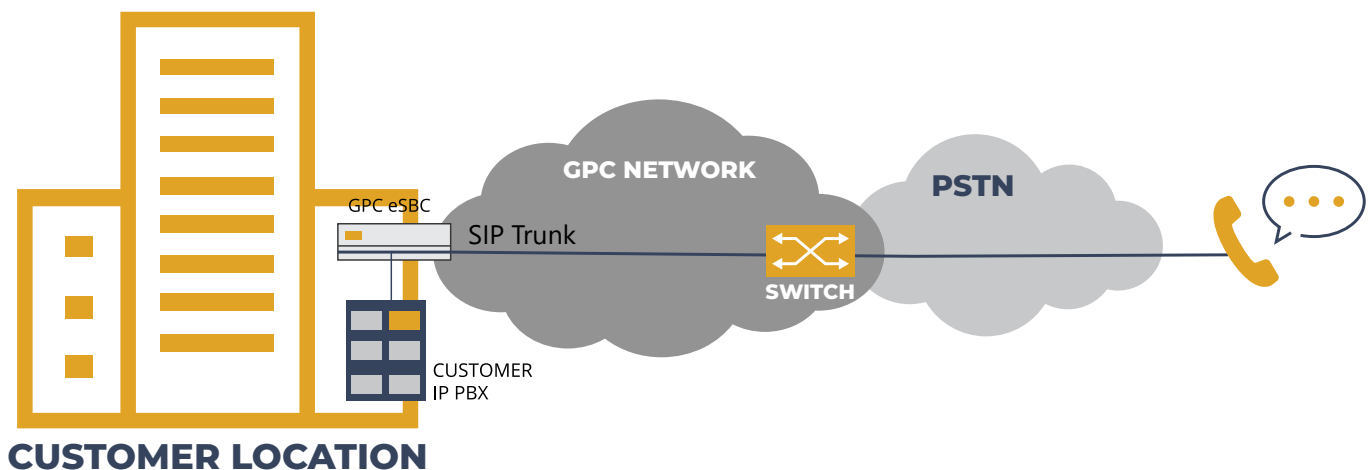 GPC NETWORK
PSTN
GPC eSBC
SIP Trunk
SWITCH
CUSTOMER
IP PBX
CUSTOMER LOCATION